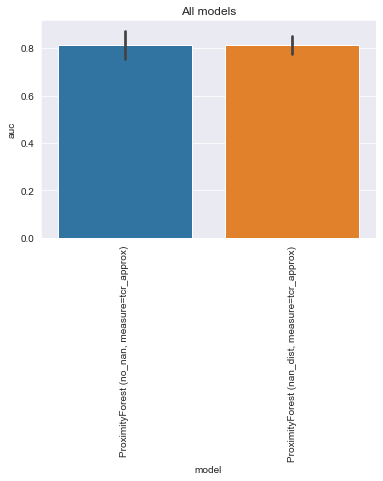 All models
auc
0.8
0.6
0.4
0.2
0.0
ProximityForest (no_nan, measure=tcr_approx)
ProximityForest (nan_dist, measure=tcr_approx)
model